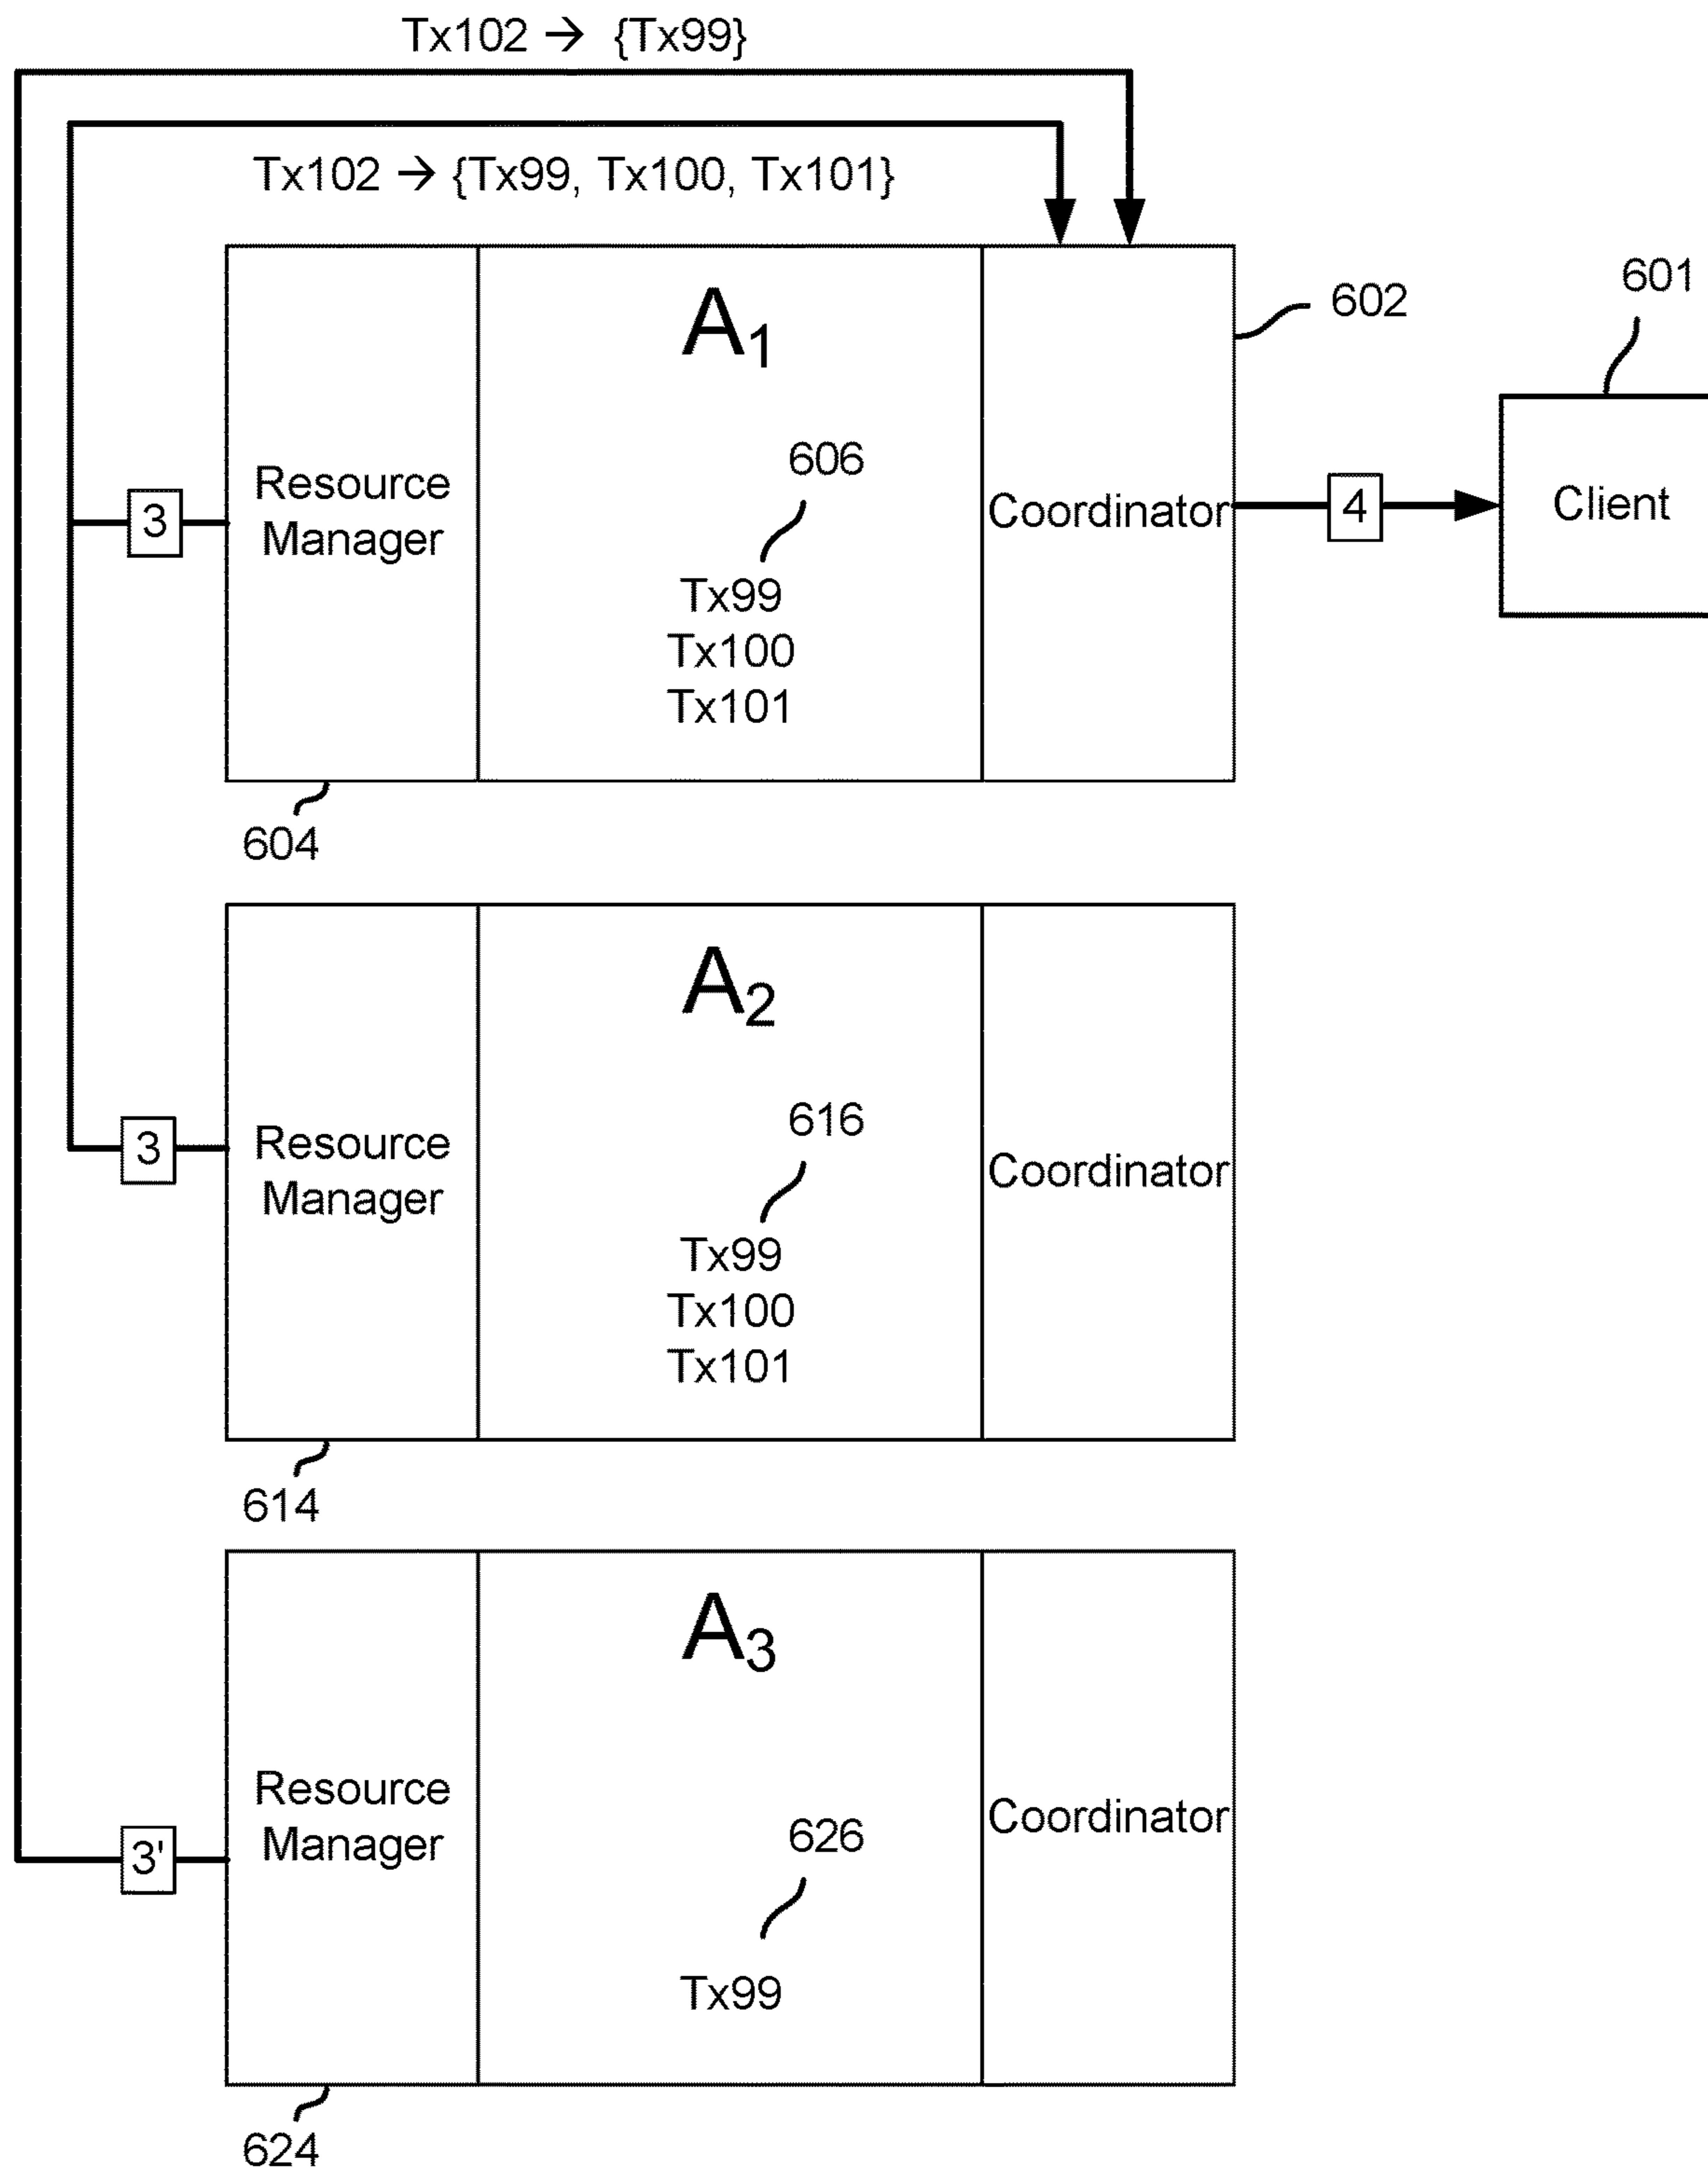 Tx102 → {Tx99}
Tx102 → {Tx99, Tx100, Tx101}
A1
602
601
606
Resource
Manager
3
Coordinator
4
Client
Tx99
Tx100
Tx101
604
A2
616
Resource
Manager
3
Coordinator
Tx99
Tx100
Tx101
614
A3
Resource
Manager
3'
Coordinator
626
Tx99
624